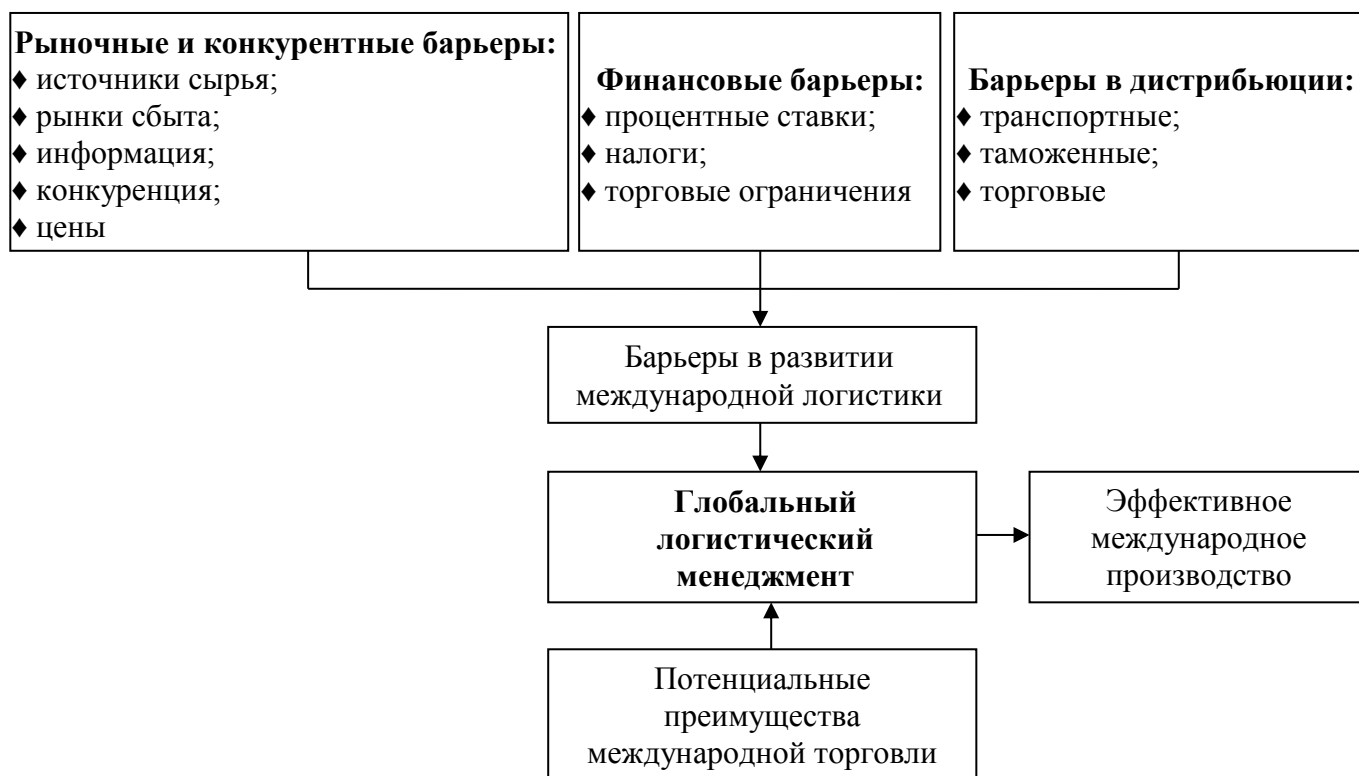 Рыночные и конкурентные барьеры:
♦ источники сырья;
♦ рынки сбыта;
♦ информация;
♦ конкуренция;
♦ цены
Финансовые барьеры:
♦ процентные ставки;
♦ налоги;
♦ торговые ограничения
Барьеры в дистрибьюции:
♦ транспортные;
♦ таможенные;
♦ торговые
Барьеры в развитии
международной логистики
Глобальный
логистический
менеджмент
Эффективное
международное
производство
Потенциальные
преимущества
международной торговли